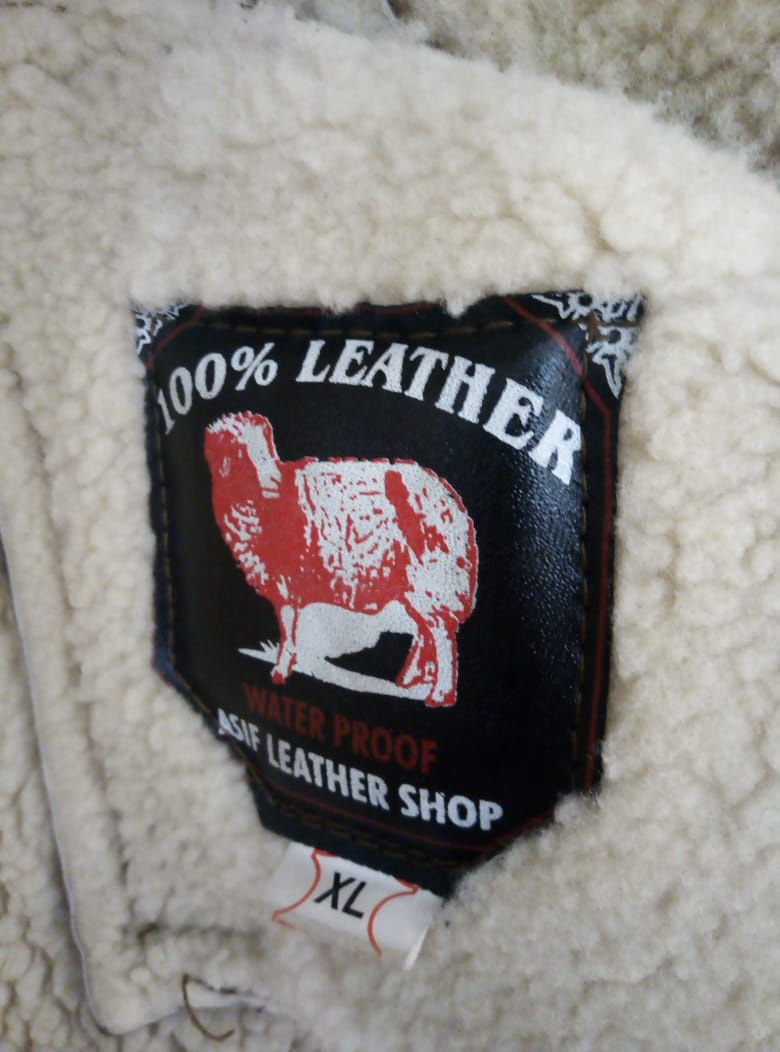 100% LEATHER
WATER PROOF
ASIF LEATHER SHOP
XL